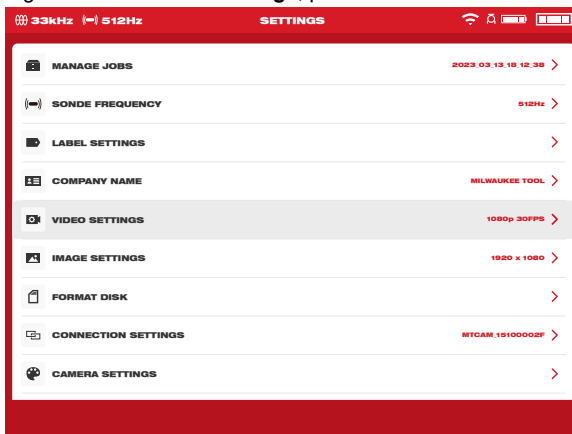 33kHz 512Hz SETTINGS
MANAGE JOBS 2023_03_13_18_12_38
SONDE FREQUENCY 512Hz
LABEL SETTINGS
COMPANY NAME MILWAUKEE TOOL
VIDEO SETTINGS 1080p 30FPS
IMAGE SETTINGS 1920 x 1080
FORMAT DISK
CONNECTION SETTINGS MTCAM_15100002F
CAMERA SETTINGS